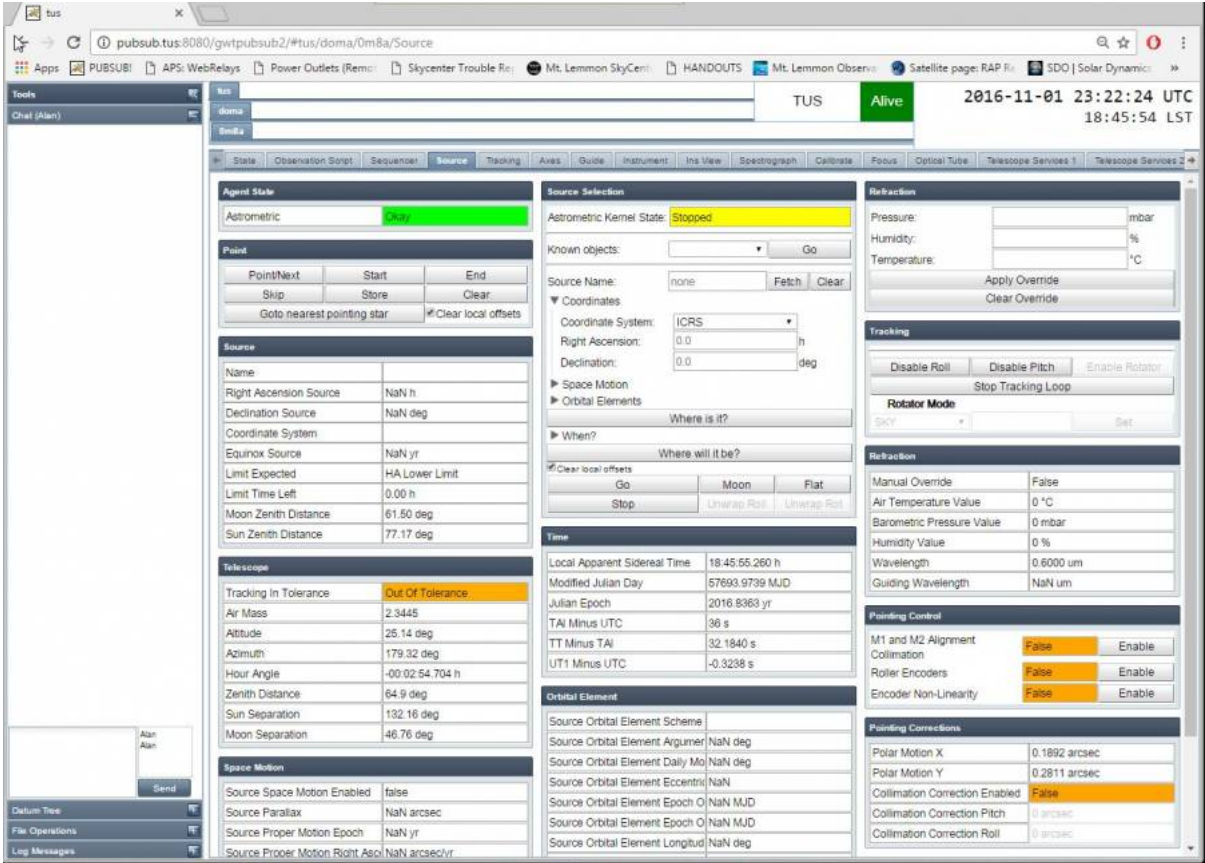 tus
pubsub.tus:8080/gwtpubsub2/#tus/doma/0m8a/Source
Apps PUBSUB! APS: WebRelays Power Outlets (Remo Skycenter Trouble Re Mt. Lemmon SkyCent HANDOUTS Mt. Lemmon Observa Satellite page: RAP R SDO | Solar Dynamic »
Tools
Chat (Alan)
tus
doma
0m8a
TUS Alive
2016-11-01 23:22:24 UTC
18:45:54 LST
State Observation Script Sequencer Source Tracking Axes Guide Instrument Ins View Spectrograph Calibrate Focus Optical Tube Telescope Services 1 Telescope Services 2
Agent State
Astrometric Okay
Point
Point/Next Start End
Skip Store Clear
Goto nearest pointing star Clear local offsets
Source
Name
Right Ascension Source NaN h
Declination Source NaN deg
Coordinate System
Equinox Source NaN yr
Limit Expected HA Lower Limit
Limit Time Left 0.00 h
Moon Zenith Distance 61.50 deg
Sun Zenith Distance 77.17 deg
Telescope
Tracking In Tolerance Out Of Tolerance
Air Mass 2.3445
Altitude 25.14 deg
Azimuth 179.32 deg
Hour Angle -00:02:54.704 h
Zenith Distance 64.9 deg
Sun Separation 132.16 deg
Moon Separation 46.76 deg
Space Motion
Source Space Motion Enabled false
Source Parallax NaN arcsec
Source Proper Motion Epoch NaN yr
Source Proper Motion Right Asc NaN arcsec/yr
Source Selection
Astrometric Kernel State: Stopped
Known objects: Go
Source Name: none Fetch Clear
Coordinates
Coordinate System: ICRS
Right Ascension: 0.0 h
Declination: 0.0 deg
Space Motion
Orbital Elements
Where is it?
When?
Where will it be?
Clear local offsets
Go Moon Flat
Stop Unwrap Roll Unwrap Rot
Time
Local Apparent Sidereal Time 18:45:55.260 h
Modified Julian Day 57693.9739 MJD
Julian Epoch 2016.8363 yr
TAI Minus UTC 36 s
TT Minus TAI 32.1840 s
UT1 Minus UTC -0.3238 s
Orbital Element
Source Orbital Element Scheme
Source Orbital Element Argumer NaN deg
Source Orbital Element Daily Mo NaN deg
Source Orbital Element Eccentric NaN
Source Orbital Element Epoch O NaN MJD
Source Orbital Element Epoch O NaN MJD
Source Orbital Element Longitud NaN deg
Refraction
Pressure: mbar
Humidity: %
Temperature: °C
Apply Override
Clear Override
Tracking
Disable Roll Disable Pitch Enable Rotator
Stop Tracking Loop
Rotator Mode
SKY Set
Refraction
Manual Override False
Air Temperature Value 0 °C
Barometric Pressure Value 0 mbar
Humidity Value 0 %
Wavelength 0.6000 um
Guiding Wavelength NaN um
Pointing Control
M1 and M2 Alignment
Collimation False Enable
Roller Encoders False Enable
Encoder Non-Linearity False Enable
Pointing Corrections
Polar Motion X 0.1892 arcsec
Polar Motion Y 0.2811 arcsec
Collimation Correction Enabled False
Collimation Correction Pitch 0 arcsec
Collimation Correction Roll 0 arcsec
Alan
Alan
Send
Datum Tree
File Operations
Log Messages